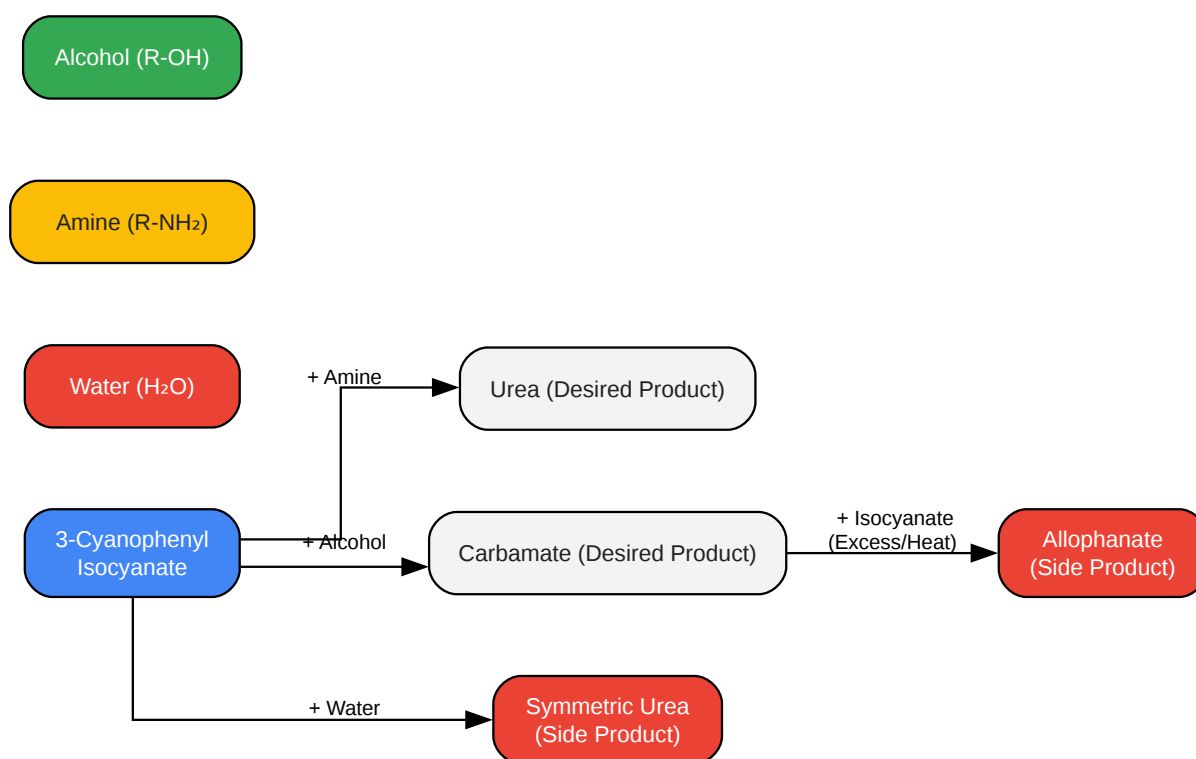 Alcohol (R-OH)
Amine (R-NH₂)
Water (H₂O)
+ Amine
Urea (Desired Product)
3-Cyanophenyl
Isocyanate
+ Alcohol
Carbamate (Desired Product)
+ Isocyanate
(Excess/Heat)
Allophanate
(Side Product)
+ Water
Symmetric Urea
(Side Product)